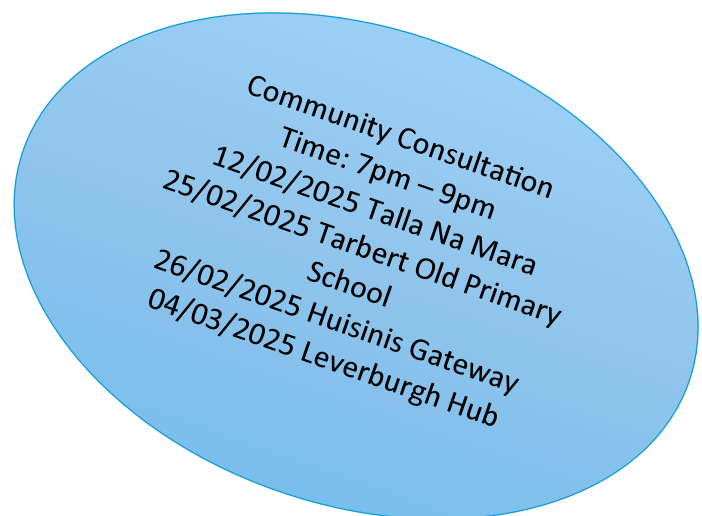 Community Consultation
Time: 7pm – 9pm
12/02/2025 Talla Na Mara
25/02/2025 Tarbert Old Primary
School
26/02/2025 Huisinis Gateway
04/03/2025 Leverburgh Hub